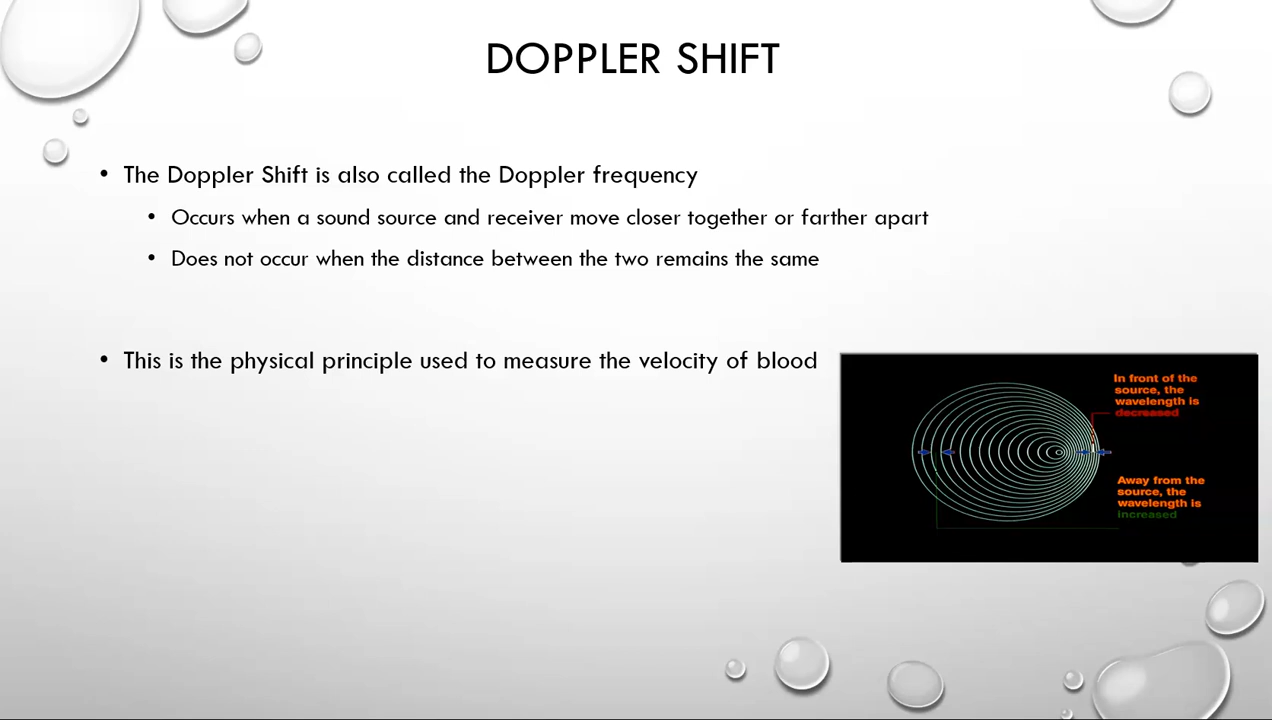 DOPPLER SHIFT
• The Doppler Shift is also called the Doppler frequency
• Occurs when a sound source and receiver move closer together or farther apart
• Does not occur when the distance between the two remains the same
• This is the physical principle used to measure the velocity of blood
In front of the
source, the
wavelength is
decreased
Away from the
source, the
wavelength is
increased